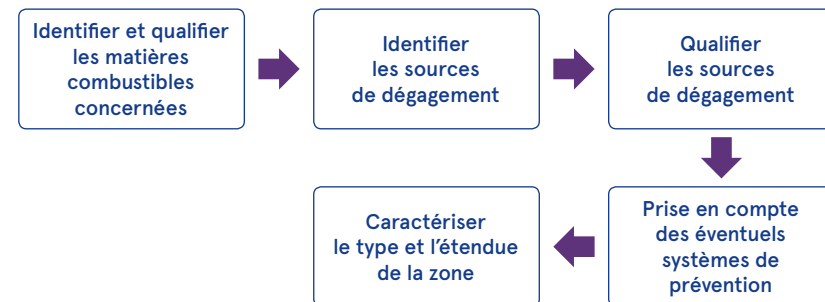 Identifier et qualifier
les matières
combustibles
concernées
Identifier
les sources
de dégagement
Qualifier
les sources
de dégagement
Prise en compte
des éventuels
systèmes de
prévention
Caractériser
le type et l’étendue
de la zone